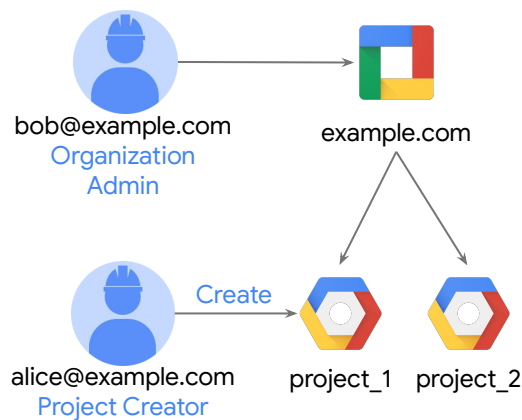 bob@example.com
Organization
Admin
example.com
Create
alice@example.com
Project Creator
project_1
project_2